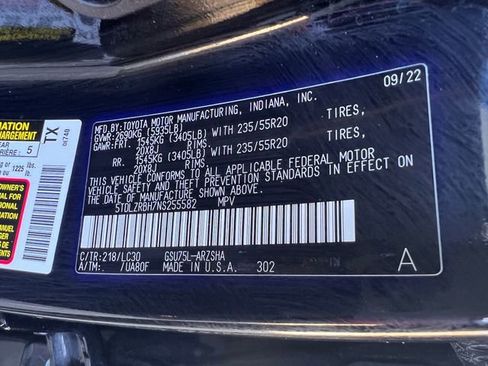 09/22
MFD.BY:TOYOTA MOTOR MANUFACTURING, INDIANA, INC.
GVWR: 2690KG (5935LB)
GAWR:FRT. 1545KG (3405LB) WITH 235/55R20 TIRES,
20X8J RIMS,
RR. 1545KG (3405LB) WITH 235/55R20 TIRES,
20X8J RIMS.
THIS VEHICLE CONFORMS TO ALL APPLICABLE FEDERAL MOTOR
VEHICLE SAFETY AND THEFT PREVENTION STANDARDS IN EFFECT ON
THE DATE OF MANUFACTURE SHOWN ABOVE.
5TDLZRBH7NS255582 MPV
C/TR:218/LC30 GSU75L-ARZSHA
A/TM: /UA80F MADE IN U.S.A. 302 A
TX
5
1225 lbs.